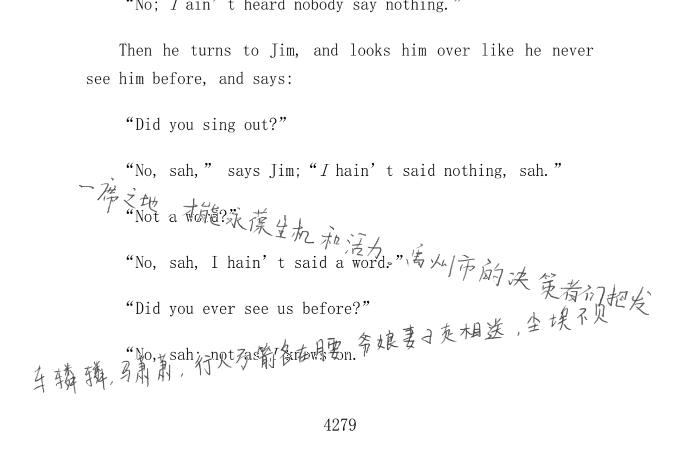 “No; I ain’t heard nobody say nothing.”
Then he turns to Jim, and looks him over like he never
see him before, and says:
“Did you sing out?”
“No, sah,” says Jim; “I hain’t said nothing, sah.”
“Not a word?”
一席之地 才能永葆生机和活力。禹州市的决策者们把发
“No, sah, I hain’t said a word.”
“Did you ever see us before?”
“No, sah; not as I knows on.
车辚辚,马萧萧,行人弓箭各在腰 爷娘妻子走相送,尘埃不见
4279